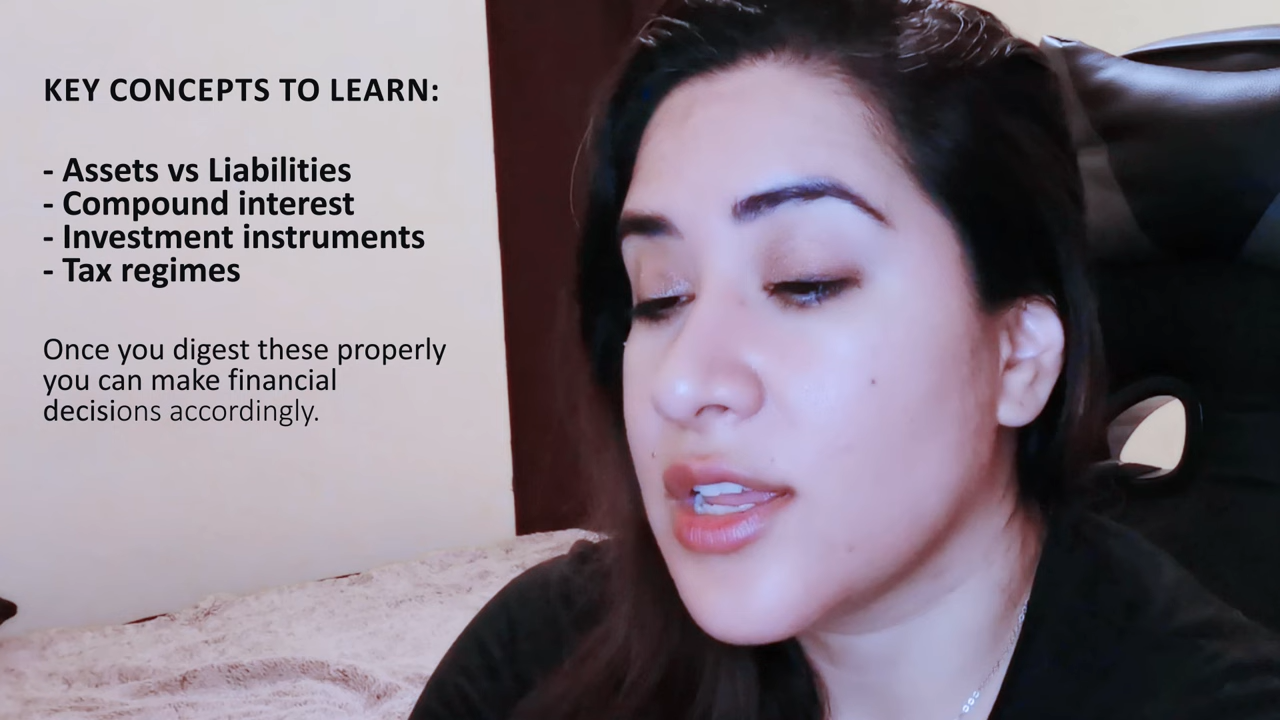 KEY CONCEPTS TO LEARN:
- Assets vs Liabilities
- Compound interest
- Investment instruments
- Tax regimes
Once you digest these properly
you can make financial
decisions accordingly.